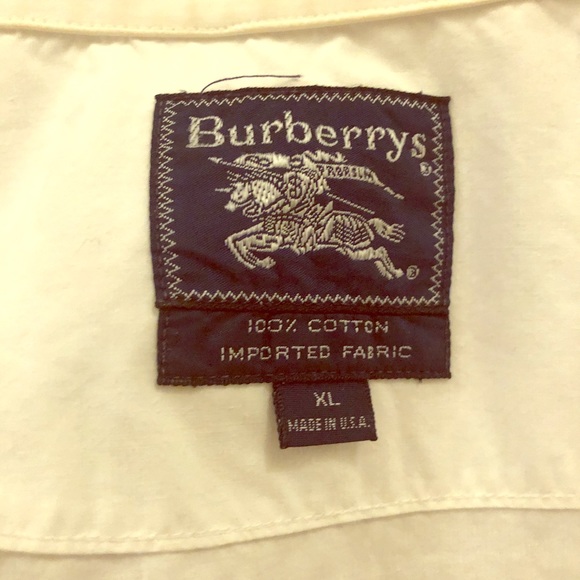 Burberrys®
PRORSUM
®
100% COTTON
IMPORTED FABRIC
XL
MADE IN U.S.A.